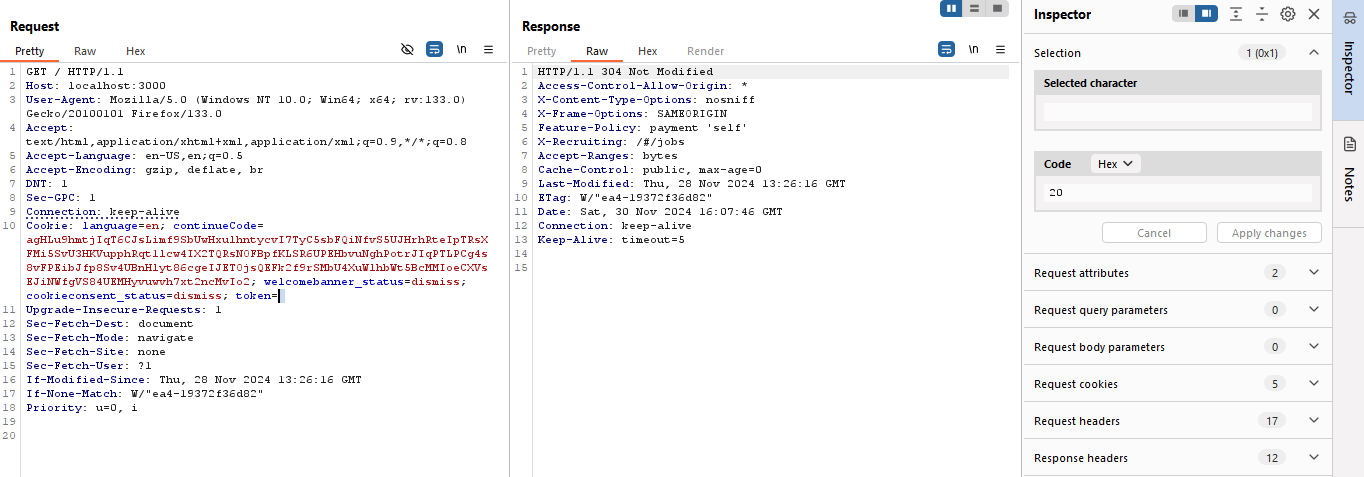 Request
Pretty Raw Hex \n
1 GET / HTTP/1.1
2 Host: localhost:3000
3 User-Agent: Mozilla/5.0 (Windows NT 10.0; Win64; x64; rv:133.0)
Gecko/20100101 Firefox/133.0
4 Accept:
text/html,application/xhtml+xml,application/xml;q=0.9,*/*;q=0.8
5 Accept-Language: en-US,en;q=0.5
6 Accept-Encoding: gzip, deflate, br
7 DNT: 1
8 Sec-GPC: 1
9 Connection: keep-alive
10 Cookie: language=en; continueCode=
agHLu9hmtjIqT6CJsLimf9SbUwHxulhntycvI7TyC5sbFQiNfvS5UJHrhRteIpTRsX
FMi5SvU3HKVupphRqtllcw4IX2TQRsNOFBpfKLSR6UPEHbvuNghPotrJIqPTLPCg4s
8vFPEibJfp8Sv4UBnHlyt86cgeIJETOjsQEFk2f9rSMbU4XuWlhbWt5BcMMIoeCXVs
EJiNWfgVS84UEMHyvuwvh7xt2ncMvIo2; welcomebanner_status=dismiss;
cookieconsent_status=dismiss; token=
11 Upgrade-Insecure-Requests: 1
12 Sec-Fetch-Dest: document
13 Sec-Fetch-Mode: navigate
14 Sec-Fetch-Site: none
15 Sec-Fetch-User: ?1
16 If-Modified-Since: Thu, 28 Nov 2024 13:26:16 GMT
17 If-None-Match: W/"ea4-19372f36d82"
18 Priority: u=0, i
19
20
Response
Pretty Raw Hex Render \n
1 HTTP/1.1 304 Not Modified
2 Access-Control-Allow-Origin: *
3 X-Content-Type-Options: nosniff
4 X-Frame-Options: SAMEORIGIN
5 Feature-Policy: payment 'self'
6 X-Recruiting: /#/jobs
7 Accept-Ranges: bytes
8 Cache-Control: public, max-age=0
9 Last-Modified: Thu, 28 Nov 2024 13:26:16 GMT
10 ETag: W/"ea4-19372f36d82"
11 Date: Sat, 30 Nov 2024 16:07:46 GMT
12 Connection: keep-alive
13 Keep-Alive: timeout=5
14
15
Inspector
Selection 1 (0x1)
Selected character
Code Hex
20
Cancel Apply changes
Request attributes 2
Request query parameters 0
Request body parameters 0
Request cookies 5
Request headers 17
Response headers 12
Inspector
Notes